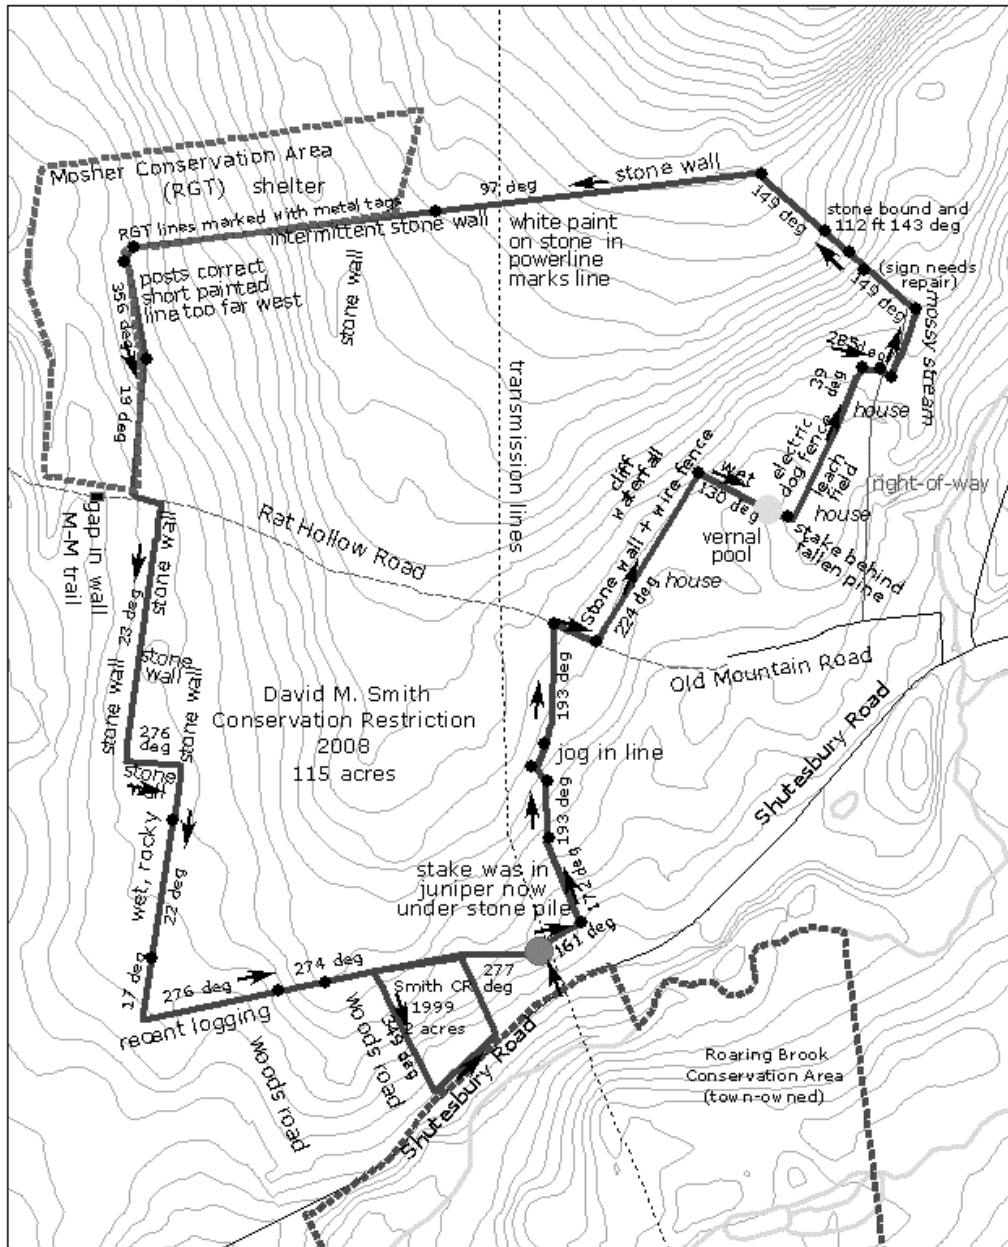 Mosher Conservation Area
(RGT) shelter
RGT lines marked with metal tags
intermittent stone wall
97 deg
stone wall
149 deg
stone bound and
112 ft 143 deg
(sign needs
repair)
149 deg
white paint
on stone in
powerline
marks line
posts correct
short painted
line too far west
stone wall
356 deg
19 deg
transmission lines
mossy stream
285deg
39
deg
house
electric
dog fence
each
field
house
right-of-way
cliff
waterfall
Stone wall + wire fence
wet
130 deg
vernal
pool
stake behind
fallen pine
gap in wall
M-M trail
Rat Hollow Road
224 deg
house
stone wall
22 deg
stone
wall
stone wall
stone wall
276
deg
stone
wall
David M. Smith
Conservation Restriction
2008
115 acres
193 deg
Old Mountain Road
Shutesbury Road
jog in line
193 deg
wet, rocky
22 deg
stake was in
juniper now
under stone pile
172 deg
161 deg
17 deg
276 deg
274 deg
277
deg
recent logging
Smith CR
1999
acres
349 deg
woods road
woods road
Shutesbury Road
Roaring Brook
Conservation Area
(town-owned)